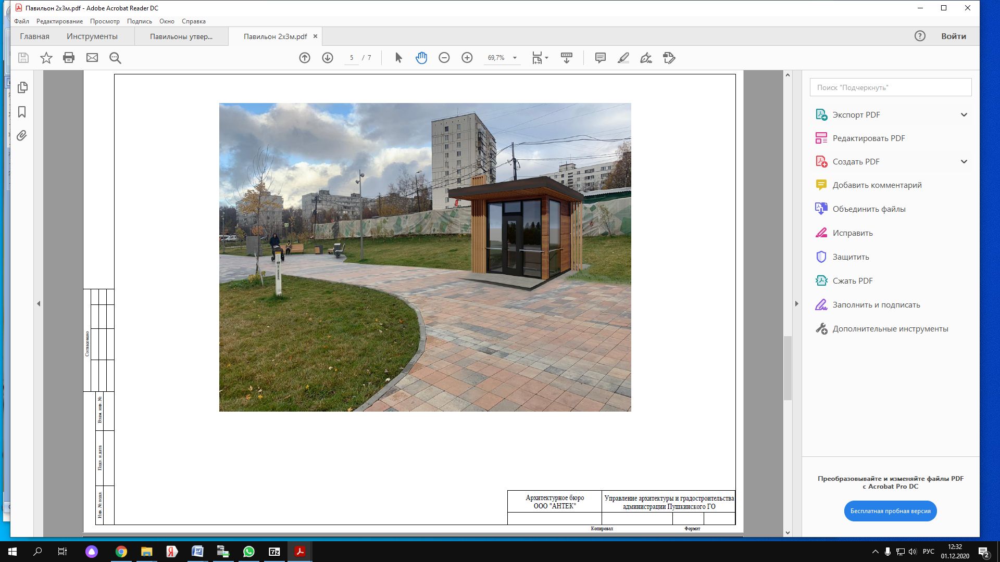 Павильон 2х3м.pdf - Adobe Acrobat Reader DC
Файл Редактирование Просмотр Подпись Окно Справка
Главная Инструменты Павильоны утвер... Павильон 2х3м.pdf Войти
5 / 7 69,7%
Поиск "Подчеркнуть"
Экспорт PDF
Редактировать PDF
Создать PDF
Добавить комментарий
Объединить файлы
Исправить
Защитить
Сжать PDF
Заполнить и подписать
Дополнительные инструменты
Преобразовывайте и изменяйте файлы PDF
с Acrobat Pro DC
Бесплатная пробная версия
Согласовано
Взам. инв. №
Подп. и дата
Инв. № подл.
Архитектурное бюро
ООО "АНТЕК"
Управление архитектуры и градостроительства
администрации Пушкинского ГО
Копировал Формат
РУС
12:32
01.12.2020
2